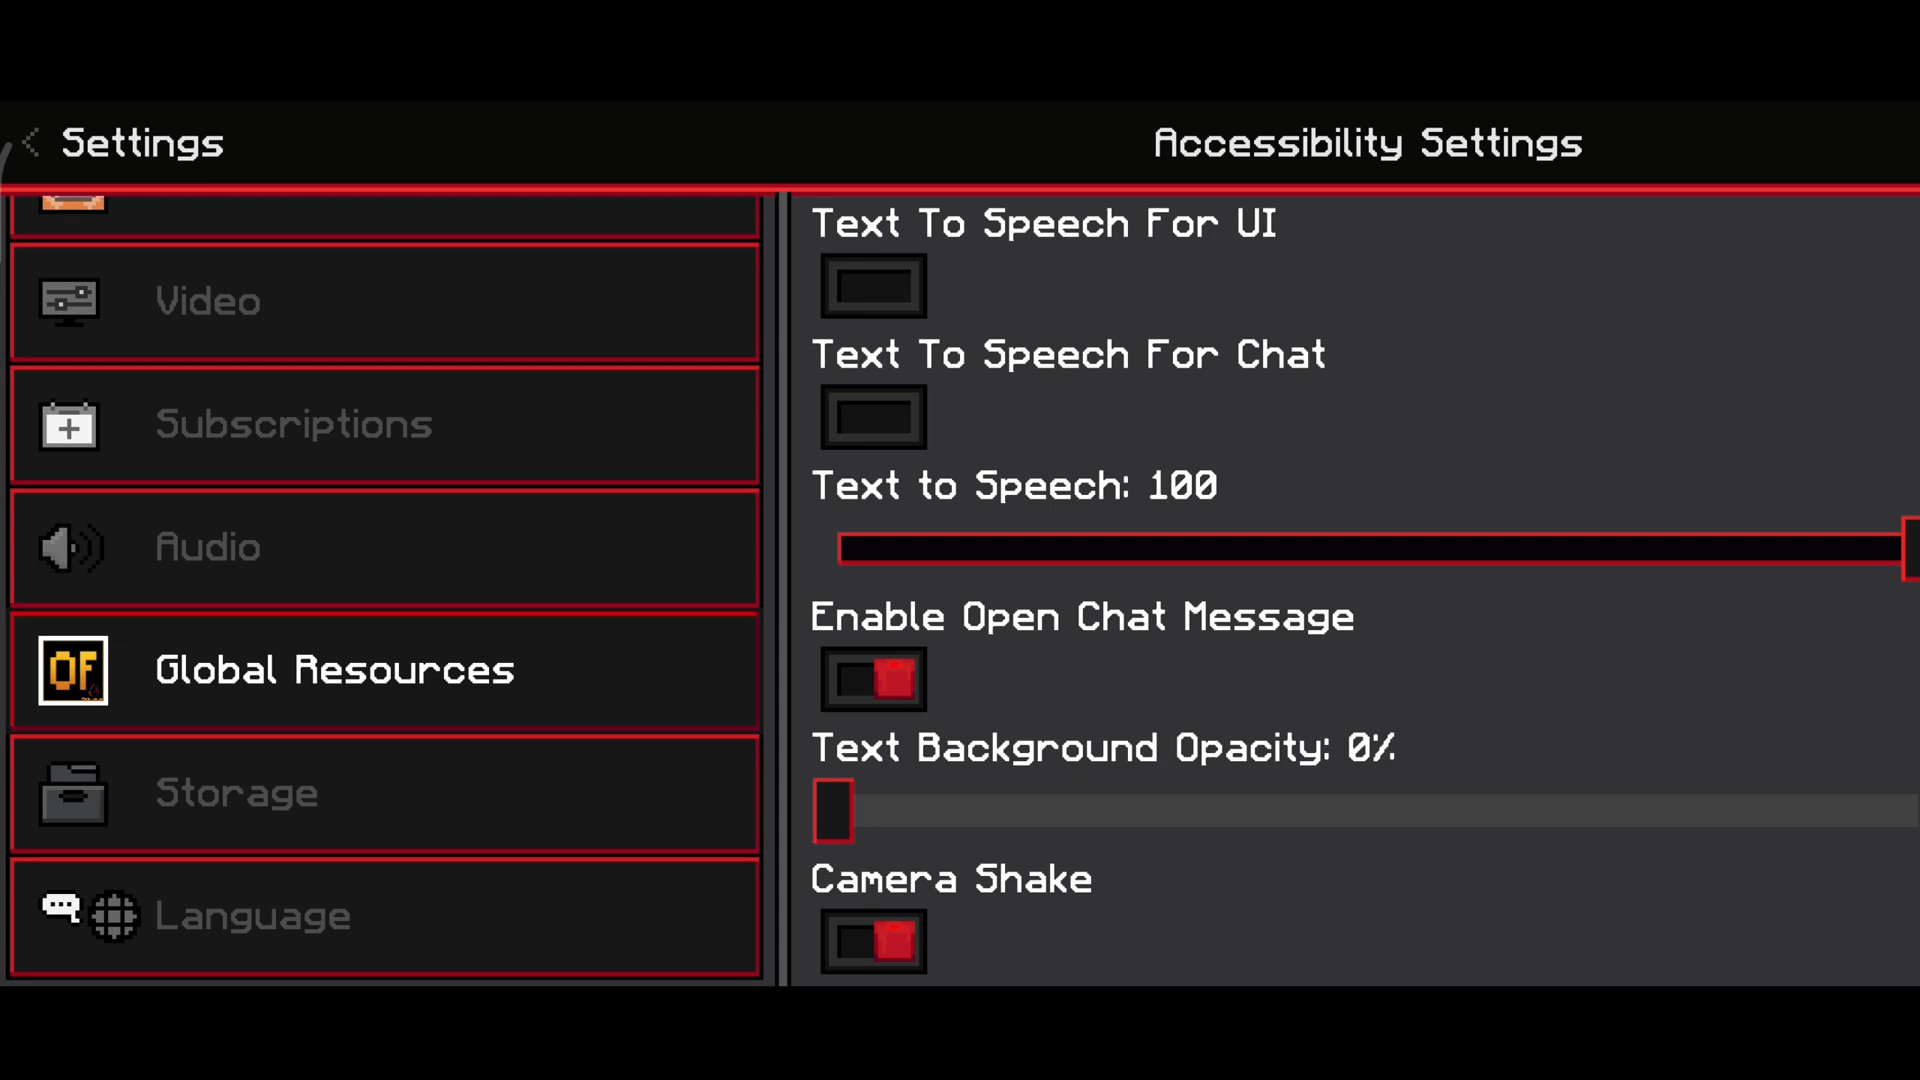 Settings
Accessibility Settings
Video
Subscriptions
Audio
OF
Global Resources
Storage
Language
Text To Speech For UI
Text To Speech For Chat
Text to Speech: 100
Enable Open Chat Message
Text Background Opacity: 0%
Camera Shake